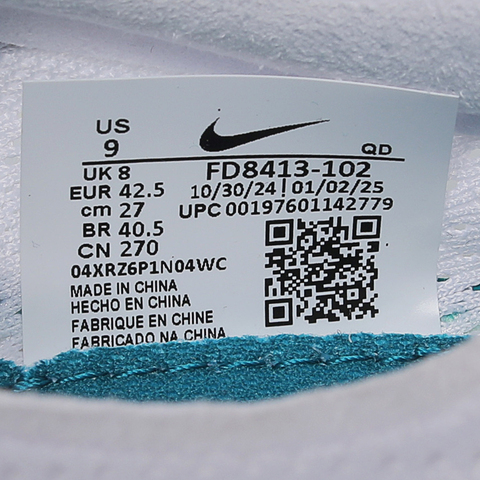 US
9
QD
UK 8
FD8413-102
EUR 42.5
10/30/24 | 01/02/25
cm 27
UPC 00197601142779
BR 40.5
CN 270
04XRZ6P1N04WC
MADE IN CHINA
HECHO EN CHINA
FABRIQUE EN CHINE
FABRICADO NA CHINA